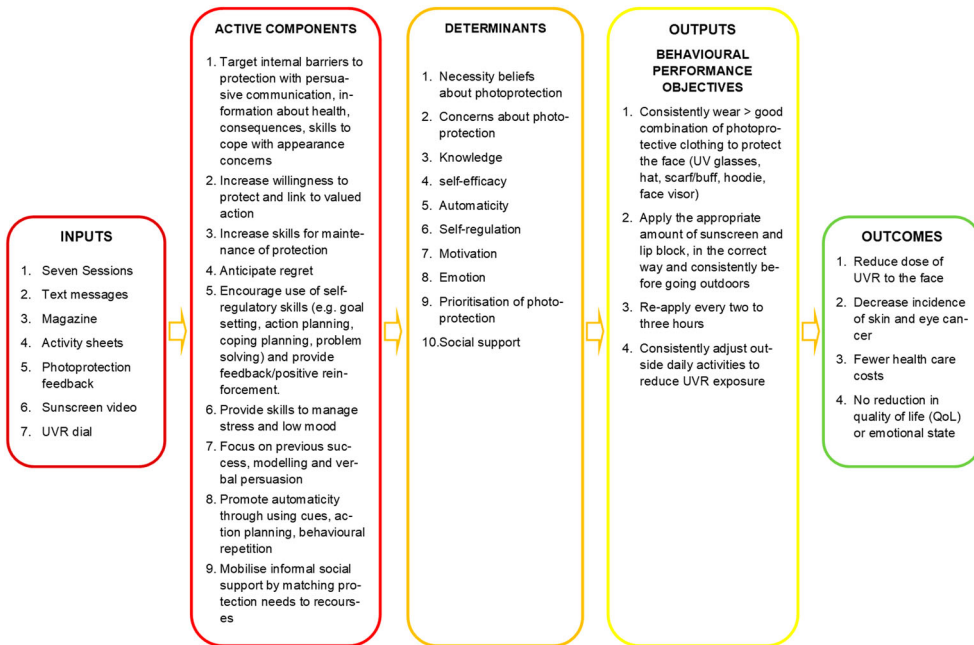 INPUTS
1. Seven Sessions
2. Text messages
3. Magazine
4. Activity sheets
5. Photoprotection
feedback
6. Sunscreen video
7. UVR dial
ACTIVE COMPONENTS
1. Target internal barriers to
protection with persua-
sive communication, in-
formation about health,
consequences, skills to
cope with appearance
concerns
2. Increase willingness to
protect and link to valued
action
3. Increase skills for mainte-
nance of protection
4. Anticipate regret
5. Encourage use of self-
regulatory skills (e.g. goal
setting, action planning,
coping planning, problem
solving) and provide
feedback/positive rein-
forcement.
6. Provide skills to manage
stress and low mood
7. Focus on previous suc-
cess, modelling and ver-
bal persuasion
8. Promote automaticity
through using cues, ac-
tion planning, behavioural
repetition
9. Mobilise informal social
support by matching pro-
tection needs to recours-
es
DETERMINANTS
1. Necessity beliefs
about photoprotection
2. Concerns about photo-
protection
3. Knowledge
4. self-efficacy
5. Automaticity
6. Self-regulation
7. Motivation
8. Emotion
9. Prioritisation of photo-
protection
10.Social support
OUTPUTS
BEHAVIOURAL
PERFORMANCE
OBJECTIVES
1. Consistently wear > good
combination of photoprotec-
tive clothing to protect
the face (UV glasses,
hat, scarf/buff, hoodie,
face visor)
2. Apply the appropriate
amount of sunscreen and
lip block, in the correct
way and consistently be-
fore going outdoors
3. Re-apply every two to
three hours
4. Consistently adjust out-
side daily activities to
reduce UVR exposure
OUTCOMES
1. Reduce dose of
UVR to the face
2. Decrease incidence
of skin and eye can-
cer
3. Fewer health care
costs
4. No reduction in
quality of life (QoL)
or emotional state